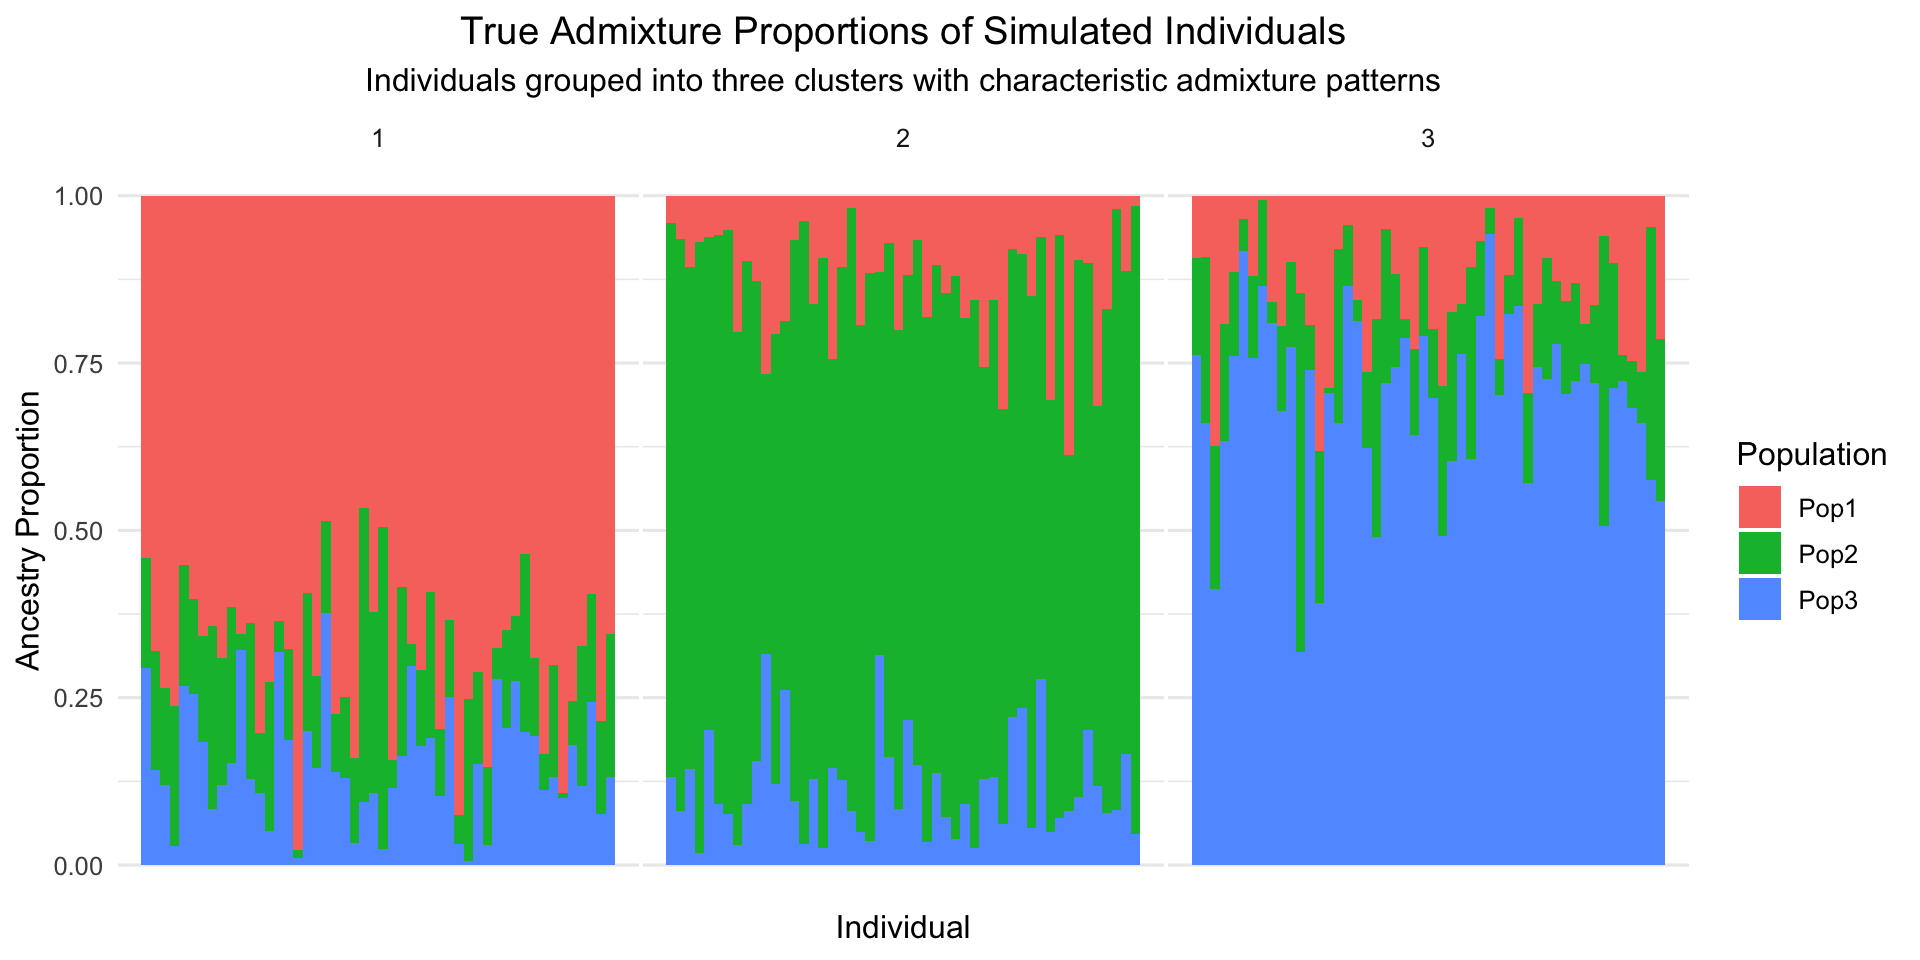 True Admixture Proportions of Simulated Individuals
Individuals grouped into three clusters with characteristic admixture patterns
1 2 3
1.00
0.75
0.50
0.25
0.00
Ancestry Proportion
Individual
Population
Pop1
Pop2
Pop3